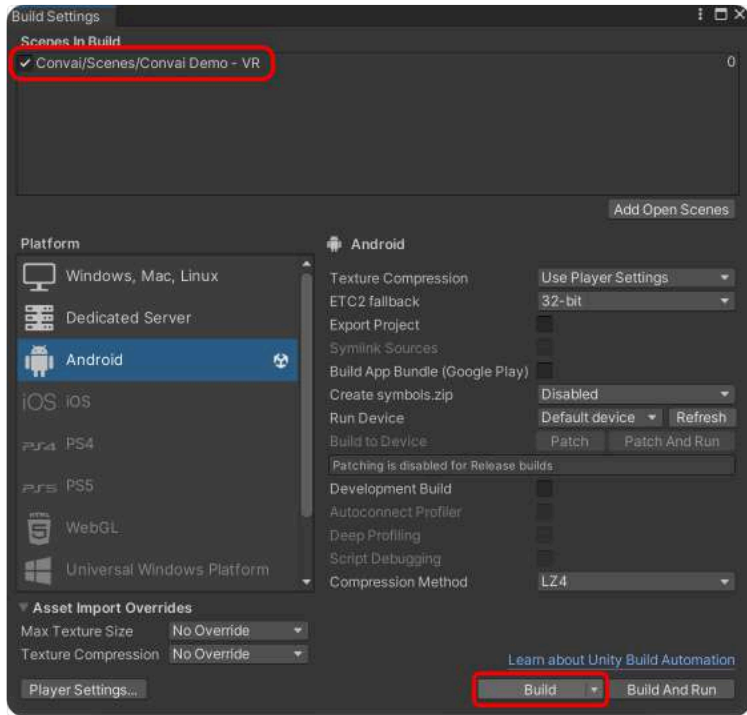 Build Settings
Scenes In Build
Convai/Scenes/Convai Demo - VR 0
Add Open Scenes
Platform
Windows, Mac, Linux
Dedicated Server
Android
iOS iOS
PS4 PS4
PS5 PS5
HTML 5 WebGL
Universal Windows Platform
Android
Texture Compression Use Player Settings
ETC2 fallback 32-bit
Export Project
Symlink Sources
Build App Bundle (Google Play)
Create symbols.zip Disabled
Run Device Default device Refresh
Build to Device Patch Patch And Run
Patching is disabled for Release builds
Development Build
Autoconnect Profiler
Deep Profiling
Script Debugging
Compression Method LZ4
Asset Import Overrides
Max Texture Size No Override
Texture Compression No Override
Learn about Unity Build Automation
Player Settings... Build Build And Run